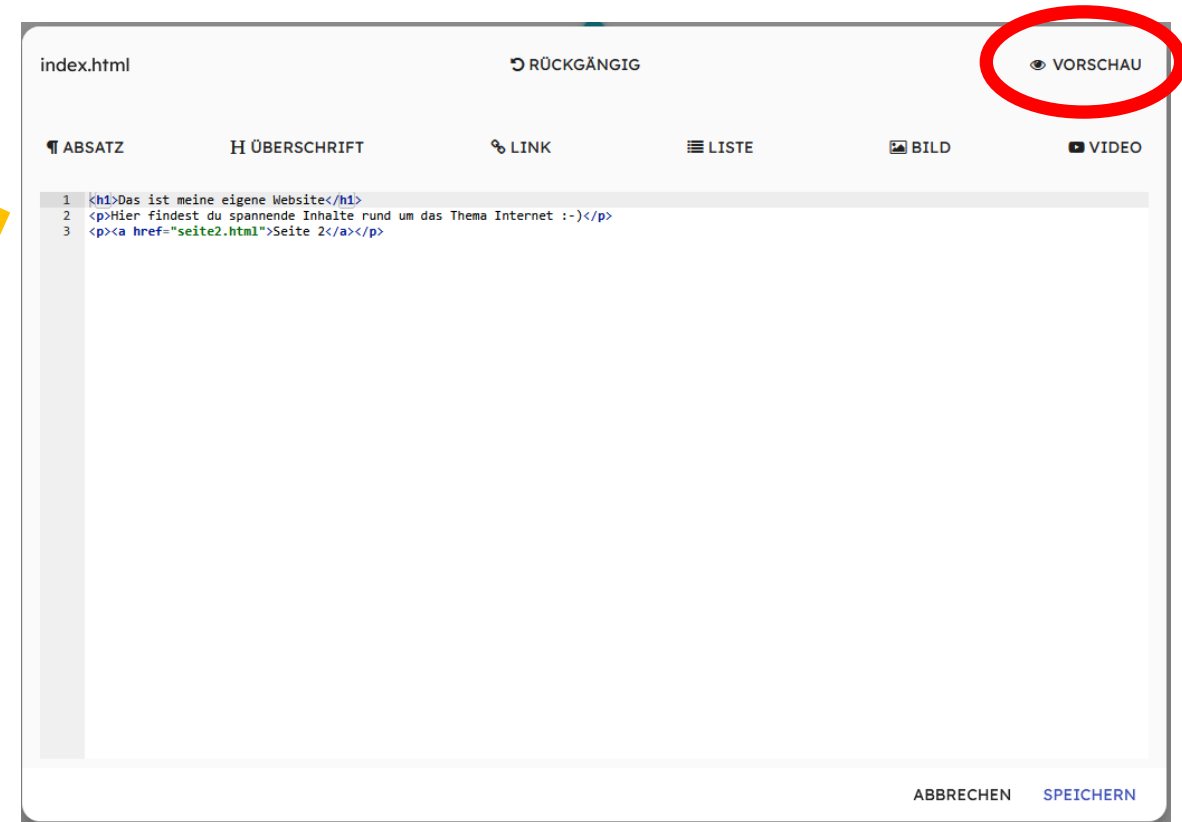 index.html RÜCKGÄNGIG VORSCHAU
ABSATZ H ÜBERSCHRIFT LINK LISTE BILD VIDEO
1 <h1>Das ist meine eigene Website</h1>
2 <p>Hier findest du spannende Inhalte rund um das Thema Internet :-)</p>
3 <p><a href="seite2.html">Seite 2</a></p>
ABBRECHEN SPEICHERN